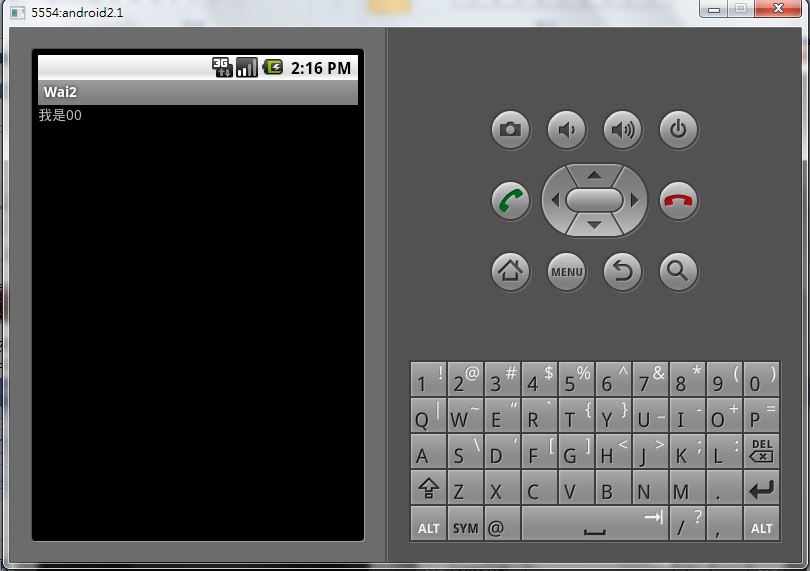 5554:android2.1
3G 2:16 PM
Wai2
我是00
MENU
1 ! 2 @ 3 # 4 $ 5 % 6 ^ 7 & 8 * 9 ( 0 )
Q | W ~ E “ R ` T { Y } U _ I - O + P =
A S \ D ‘ F [ G ] H < J > K ; L : DEL
Z X C V B N M .
ALT SYM @ / ? , ALT